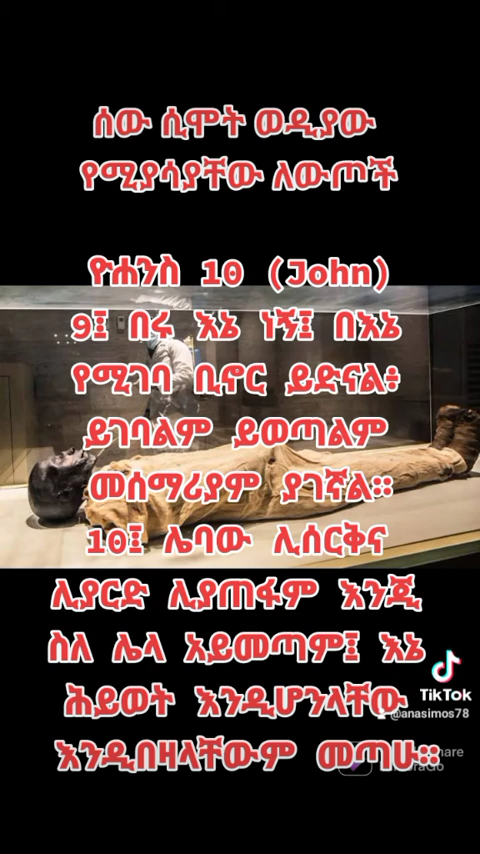 ሰው ሲሞት ወዲያው
የሚያሳያቸው ለውጦች
ዮሐንስ 10 (John)
9፤ በሩ እኔ ነኝ፤ በእኔ
የሚገባ ቢኖር ይድናል፥
ይገባልም ይወጣልም
መሰማሪያም ያገኛል።
10፤ ሌባው ሊሰርቅና
ሊያርድ ሊያጠፋም እንጂ
ስለ ሌላ አይመጣም፤ እኔ
ሕይወት እንዲሆንላቸው
እንዲበዛላቸውም መጣሁ።
TikTok
@anasimos78